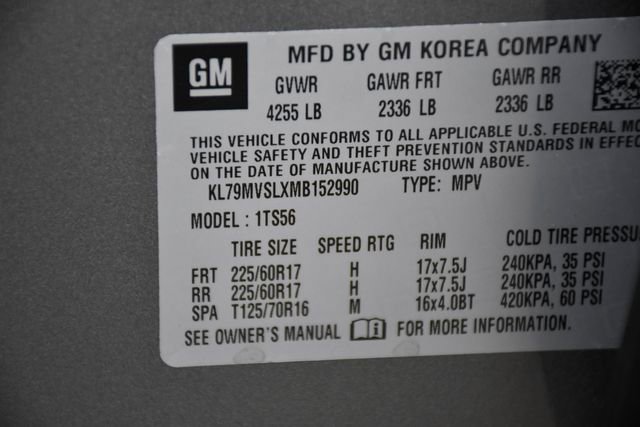 GM
MFD BY GM KOREA COMPANY
GVWR GAWR FRT GAWR RR
4255 LB 2336 LB 2336 LB
THIS VEHICLE CONFORMS TO ALL APPLICABLE U.S. FEDERAL MO
VEHICLE SAFETY AND THEFT PREVENTION STANDARDS IN EFFEC
ON THE DATE OF MANUFACTURE SHOWN ABOVE.
KL79MVSLXMB152990 TYPE: MPV
MODEL : 1TS56
TIRE SIZE SPEED RTG RIM COLD TIRE PRESSU
FRT 225/60R17 H 17x7.5J 240KPA, 35 PSI
RR 225/60R17 H 17x7.5J 240KPA, 35 PSI
SPA T125/70R16 M 16x4.0BT 420KPA, 60 PSI
SEE OWNER'S MANUAL FOR MORE INFORMATION.